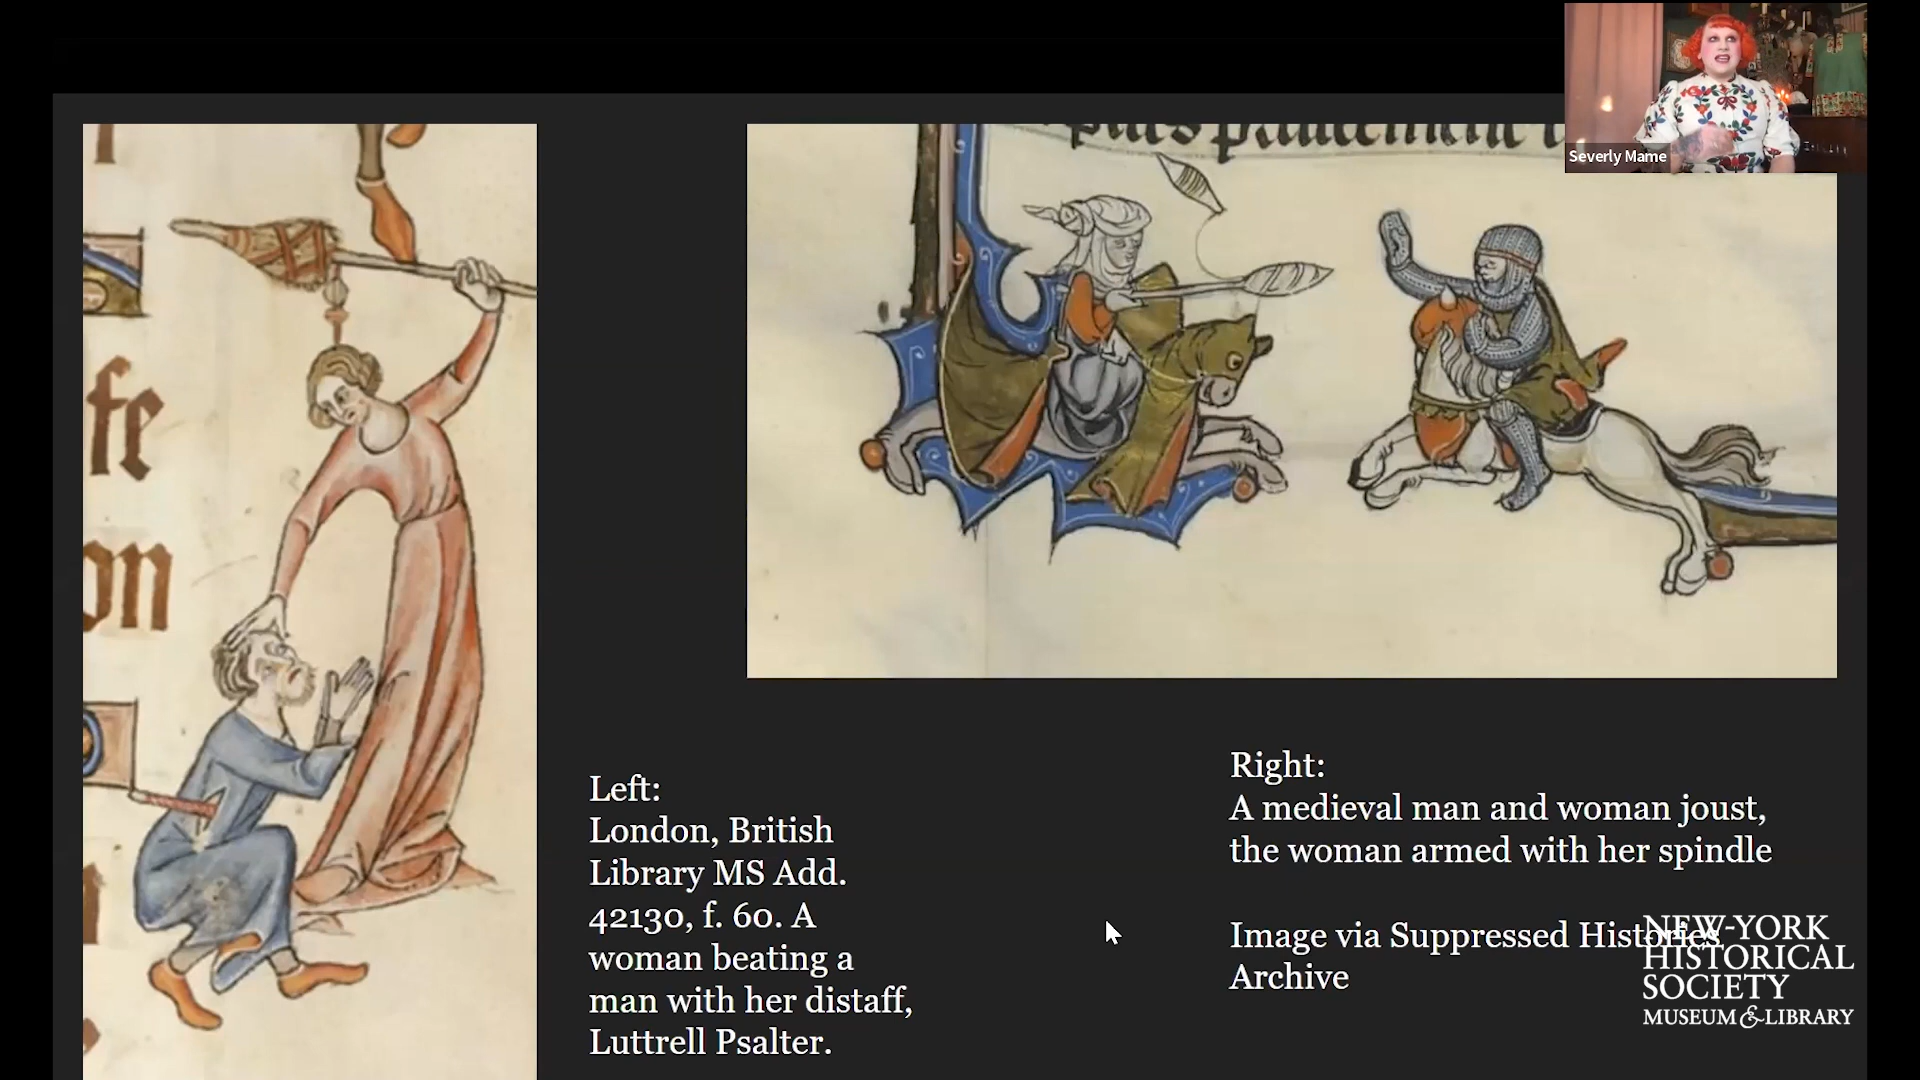 Severly Mame
fe
on
Left:
London, British
Library MS Add.
42130, f. 60. A
woman beating a
man with her distaff,
Luttrell Psalter.
Right:
A medieval man and woman joust,
the woman armed with her spindle
Image via Suppressed Histories
Archive
NEW-YORK
HISTORICAL
SOCIETY
MUSEUM & LIBRARY